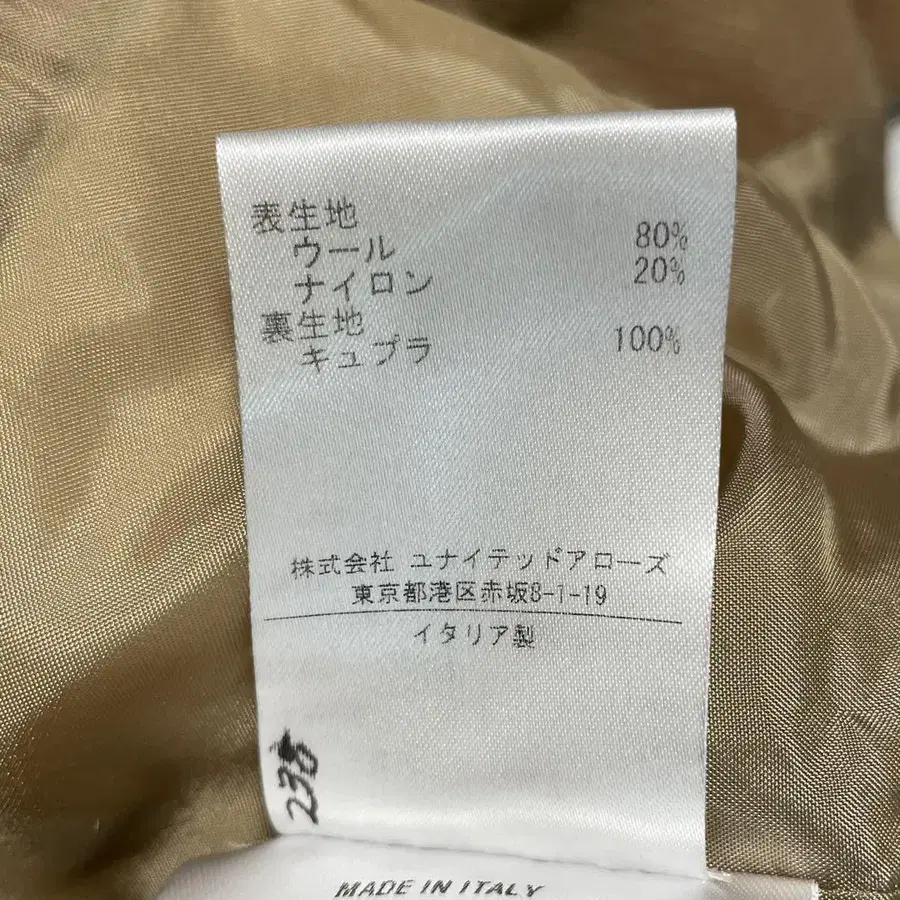 表生地
ウール 80%
ナイロン 20%
裏生地
キュプラ 100%
株式会社 ユナイテッドアローズ
東京都港区赤坂8-1-19
イタリア製
238
MADE IN ITALY